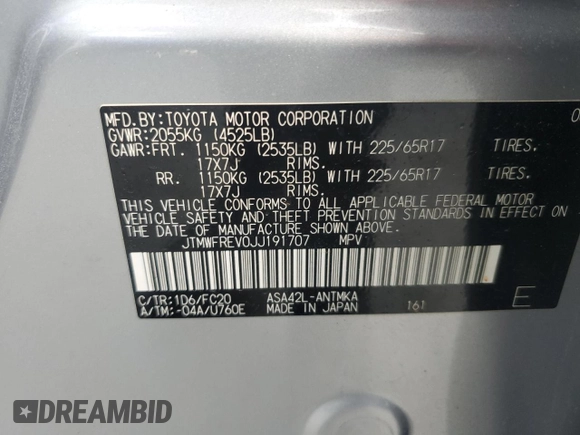 MFD. BY: TOYOTA MOTOR CORPORATION 0
GVWR: 2055KG (4525LB)
GAWR: FRT. 1150KG (2535LB) WITH 225/65R17 TIRES.
17X7J RIMS.
RR. 1150KG (2535LB) WITH 225/65R17 TIRES.
17X7J RIMS.
THIS VEHICLE CONFORMS TO ALL APPLICABLE FEDERAL MOTOR
VEHICLE SAFETY AND THEFT PREVENTION STANDARDS IN EFFECT ON
THE DATE OF MANUFACTURE SHOWN ABOVE.
JTMWFREV0JJ191707 MPV
C/TR: 1D6/FC20 ASA42L-ANTMKA 161 E
A/TM: -04A/U760E MADE IN JAPAN
DREAMBID